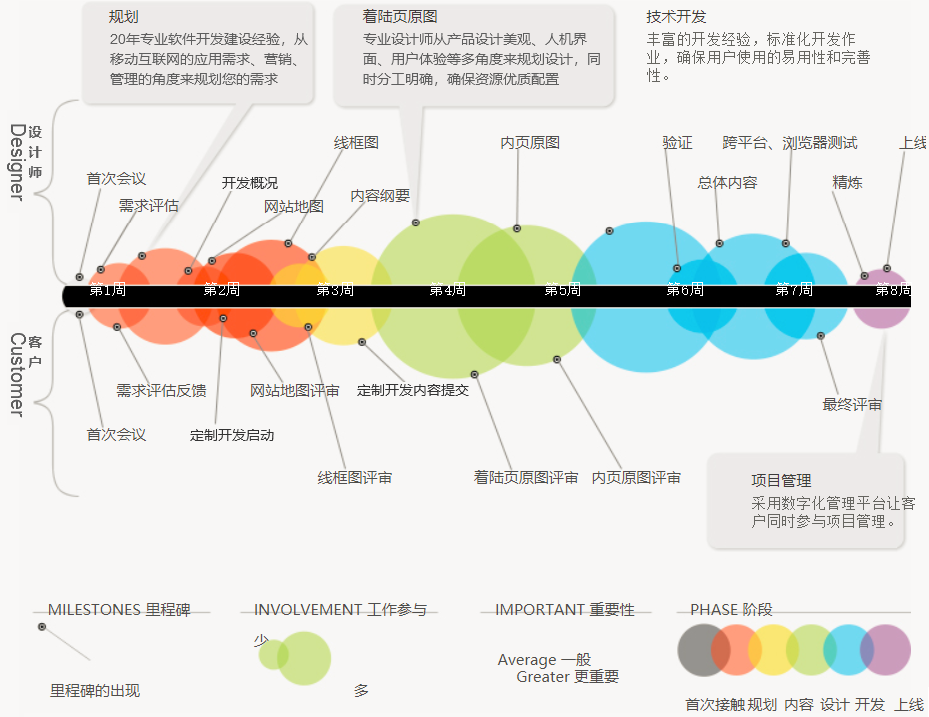 规划
20年专业软件开发建设经验，从
移动互联网的应用需求、营销、
管理的角度来规划您的需求
着陆页原图
专业设计师从产品设计美观、人机界
面、用户体验等多角度来规划设计，同
时分工明确，确保资源优质配置
技术开发
丰富的开发经验，标准化开发作
业，确保用户使用的易用性和完善
性。
设计师
Designer
首次会议
需求评估
开发概况
网站地图
线框图
内容纲要
内页原图
验证
跨平台、浏览器测试
上线
总体内容
精炼
第1周
第2周
第3周
第4周
第5周
第6周
第7周
第8周
客户
Customer
需求评估反馈
网站地图评审
定制开发内容提交
最终评审
首次会议
定制开发启动
线框图评审
着陆页原图评审
内页原图评审
项目管理
采用数字化管理平台让客
户同时参与项目管理。
MILESTONES 里程碑
里程碑的出现
INVOLVEMENT 工作参与
少
多
IMPORTANT 重要性
Average 一般
Greater 更重要
PHASE 阶段
首次接触 规划 内容 设计 开发 上线